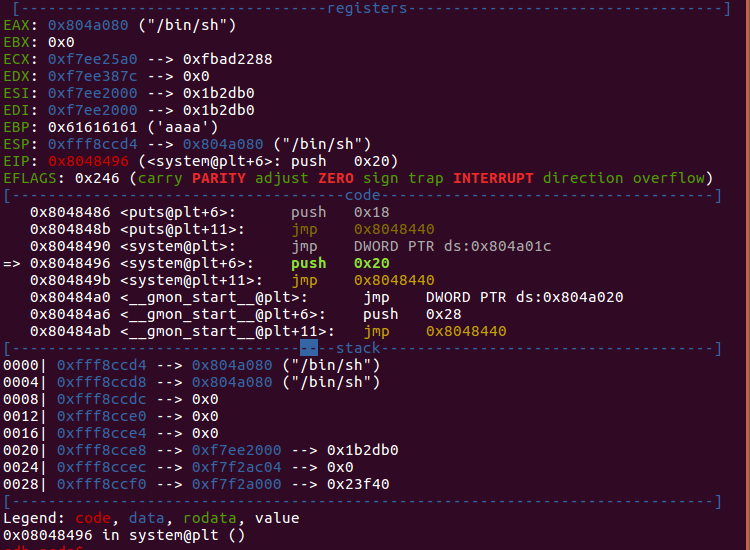 [----------------------------------registers-----------------------------------]
EAX: 0x804a080 ("/bin/sh")
EBX: 0x0
ECX: 0xf7ee25a0 --> 0xfbad2288
EDX: 0xf7ee387c --> 0x0
ESI: 0xf7ee2000 --> 0x1b2db0
EDI: 0xf7ee2000 --> 0x1b2db0
EBP: 0x61616161 ('aaaa')
ESP: 0xfff8ccd4 --> 0x804a080 ("/bin/sh")
EIP: 0x8048496 (<system@plt+6>: push   0x20)
EFLAGS: 0x246 (carry PARITY adjust ZERO sign trap INTERRUPT direction overflow)
[-------------------------------------code-------------------------------------]
   0x8048486 <puts@plt+6>:      push   0x18
   0x804848b <puts@plt+11>:     jmp    0x8048440
   0x8048490 <system@plt>:      jmp    DWORD PTR ds:0x804a01c
=> 0x8048496 <system@plt+6>:    push   0x20
   0x804849b <system@plt+11>:   jmp    0x8048440
   0x80484a0 <__gmon_start__@plt>:      jmp    DWORD PTR ds:0x804a020
   0x80484a6 <__gmon_start__@plt+6>:    push   0x28
   0x80484ab <__gmon_start__@plt+11>:   jmp    0x8048440
[------------------------------------stack-------------------------------------]
0000| 0xfff8ccd4 --> 0x804a080 ("/bin/sh")
0004| 0xfff8ccd8 --> 0x804a080 ("/bin/sh")
0008| 0xfff8ccdc --> 0x0
0012| 0xfff8cce0 --> 0x0
0016| 0xfff8cce4 --> 0x0
0020| 0xfff8cce8 --> 0xf7ee2000 --> 0x1b2db0
0024| 0xfff8ccec --> 0xf7f2ac04 --> 0x0
0028| 0xfff8ccf0 --> 0xf7f2a000 --> 0x23f40
[------------------------------------------------------------------------------]
Legend: code, data, rodata, value
0x08048496 in system@plt ()